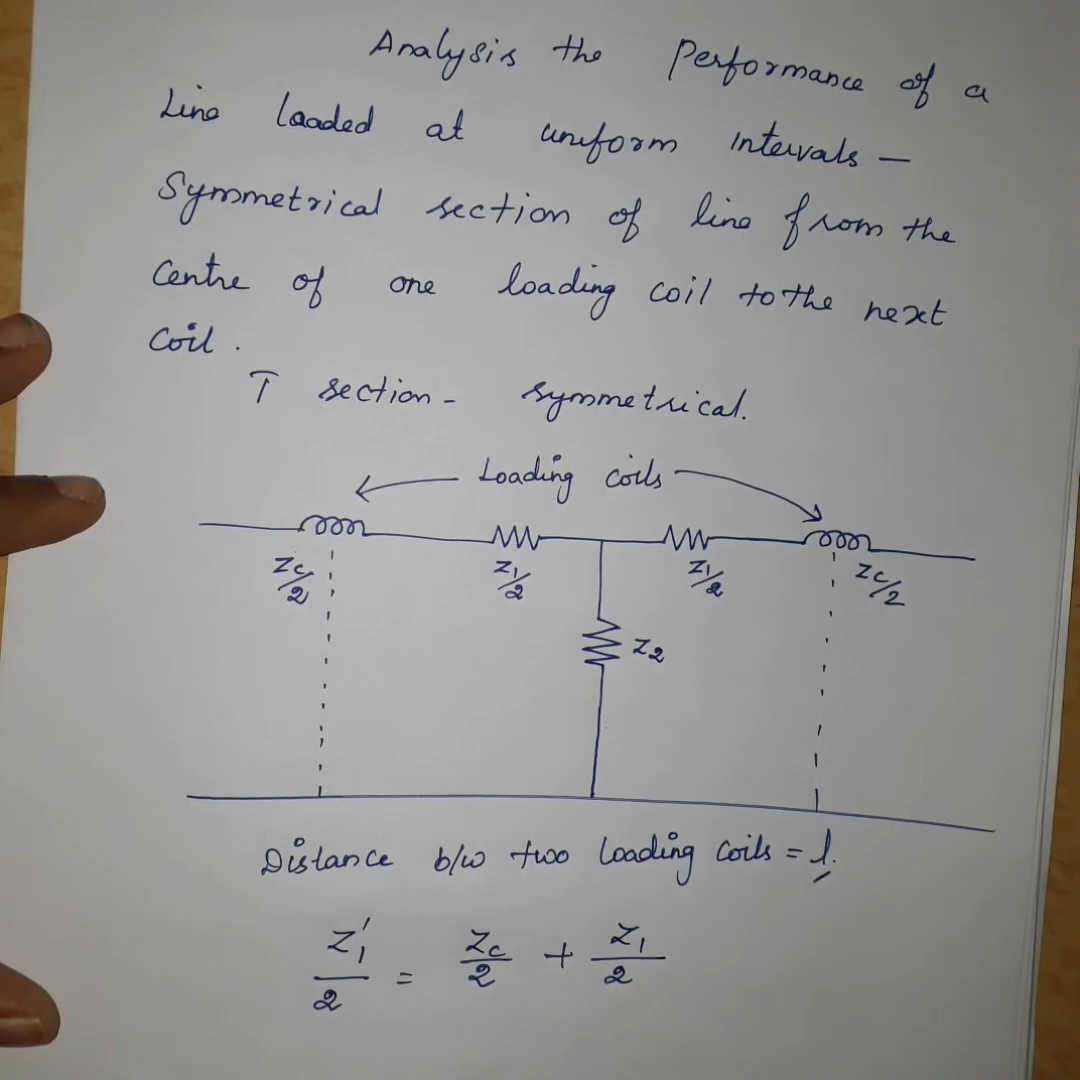 Analysis the Performance of a
Line loaded at uniform Intervals –
Symmetrical section of line from the
Centre of one loading coil to the next
Coil.
T section - symmetrical.
Loading coils
Zc/2 Z1/2 Z1/2 Zc/2
Z2
Distance b/w two loading coils = l.
Z1'/2 = Zc/2 + Z1/2